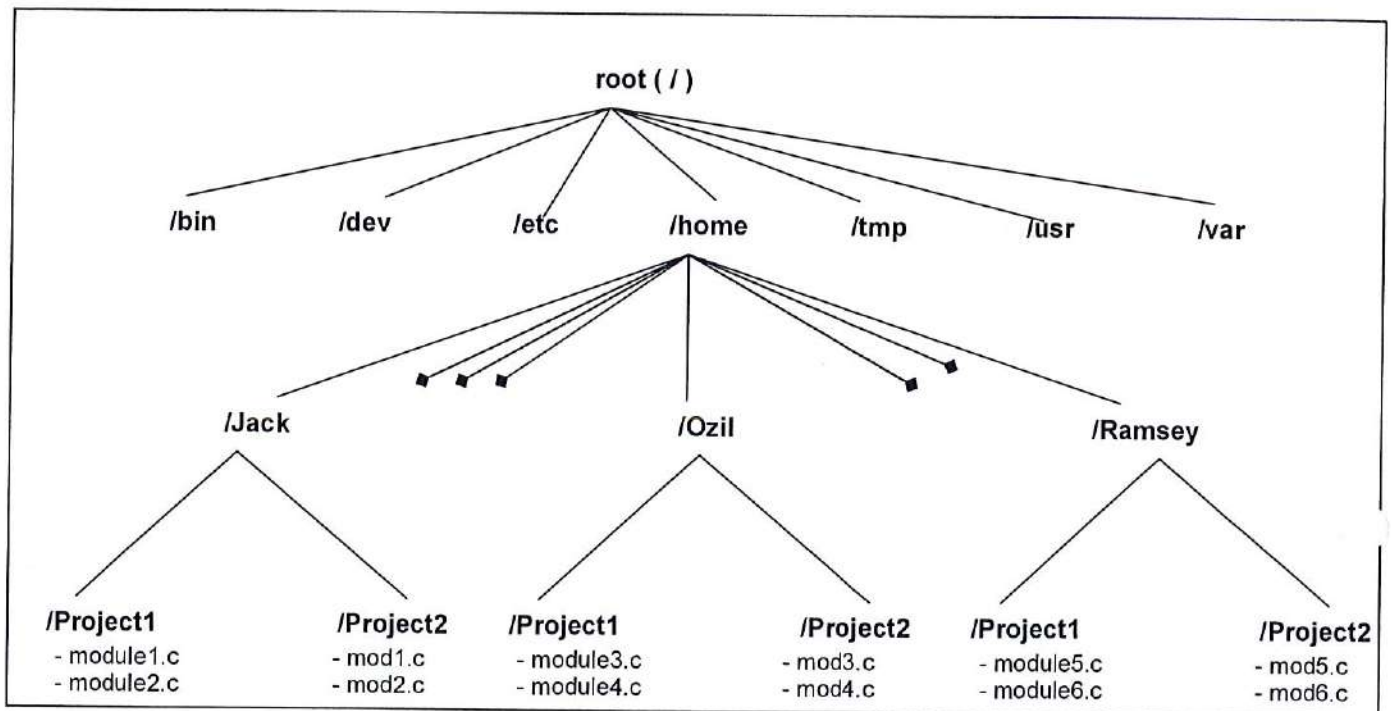 root ( / )
/bin /dev /etc /home /tmp /usr /var
/Jack /Ozil /Ramsey
/Project1 /Project2 /Project1 /Project2 /Project1 /Project2
- module1.c - mod1.c - module3.c - mod3.c - module5.c - mod5.c
- module2.c - mod2.c - module4.c - mod4.c - module6.c - mod6.c